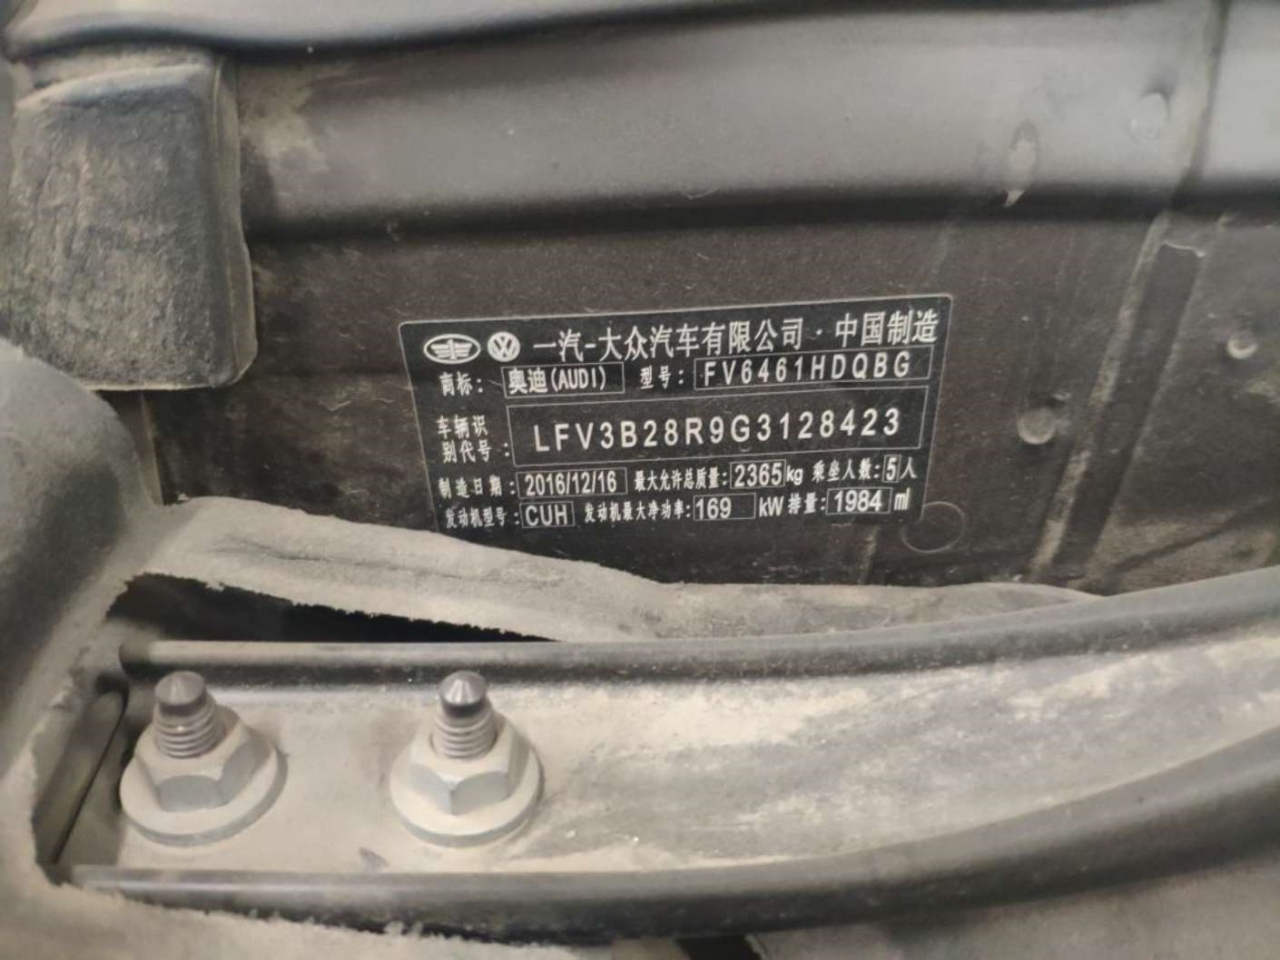 一汽-大众汽车有限公司·中国制造
商标: 奥迪(AUDI) 型号: FV6461HDQBG
车辆识别代号: LFV3B28R9G3128423
制造日期: 2016/12/16 最大允许总质量: 2365kg 乘坐人数: 5人
发动机型号: CUH 发动机最大净功率: 169 kW 排量: 1984 ml